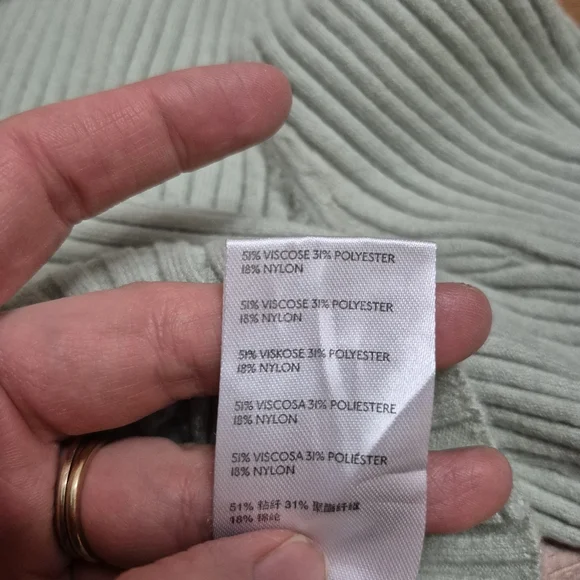 51% VISCOSE 31% POLYESTER
18% NYLON
51% VISCOSE 31% POLYESTER
18% NYLON
51% VISKOSE 31% POLYESTER
18% NYLON
51% VISCOSA 31% POLIESTERE
18% NYLON
51% VISCOSA 31% POLIÉSTER
18% NYLON
51% 粘纤 31% 聚酯纤维
18% 锦纶